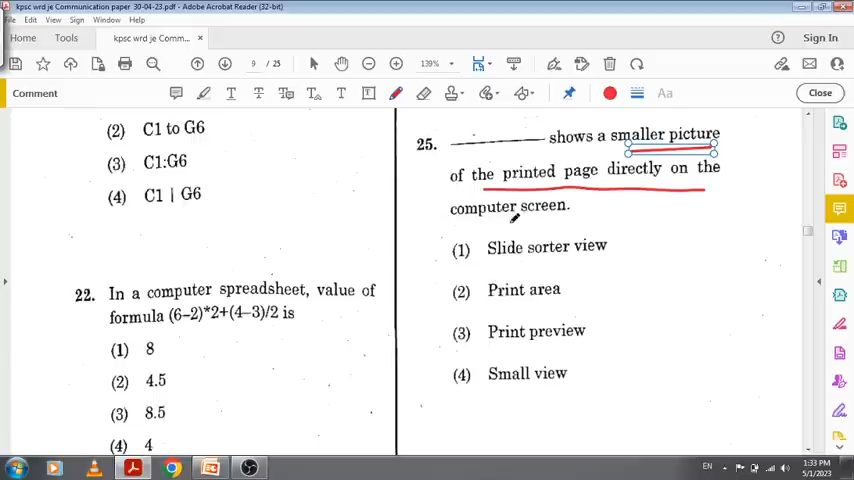 kpsc wrd je Communication paper 30-04-23.pdf - Adobe Acrobat Reader (32-bit)
File Edit View Sign Window Help
Home Tools kpsc wrd je Comm... × Sign In
9 / 25 139%
Comment Close
(2) C1 to G6
(3) C1:G6
(4) C1 | G6
22. In a computer spreadsheet, value of
formula (6–2)*2+(4–3)/2 is
(1) 8
(2) 4.5
(3) 8.5
(4) 4
25. __________ shows a smaller picture
of the printed page directly on the
computer screen.
(1) Slide sorter view
(2) Print area
(3) Print preview
(4) Small view
EN 1:33 PM
5/1/2023